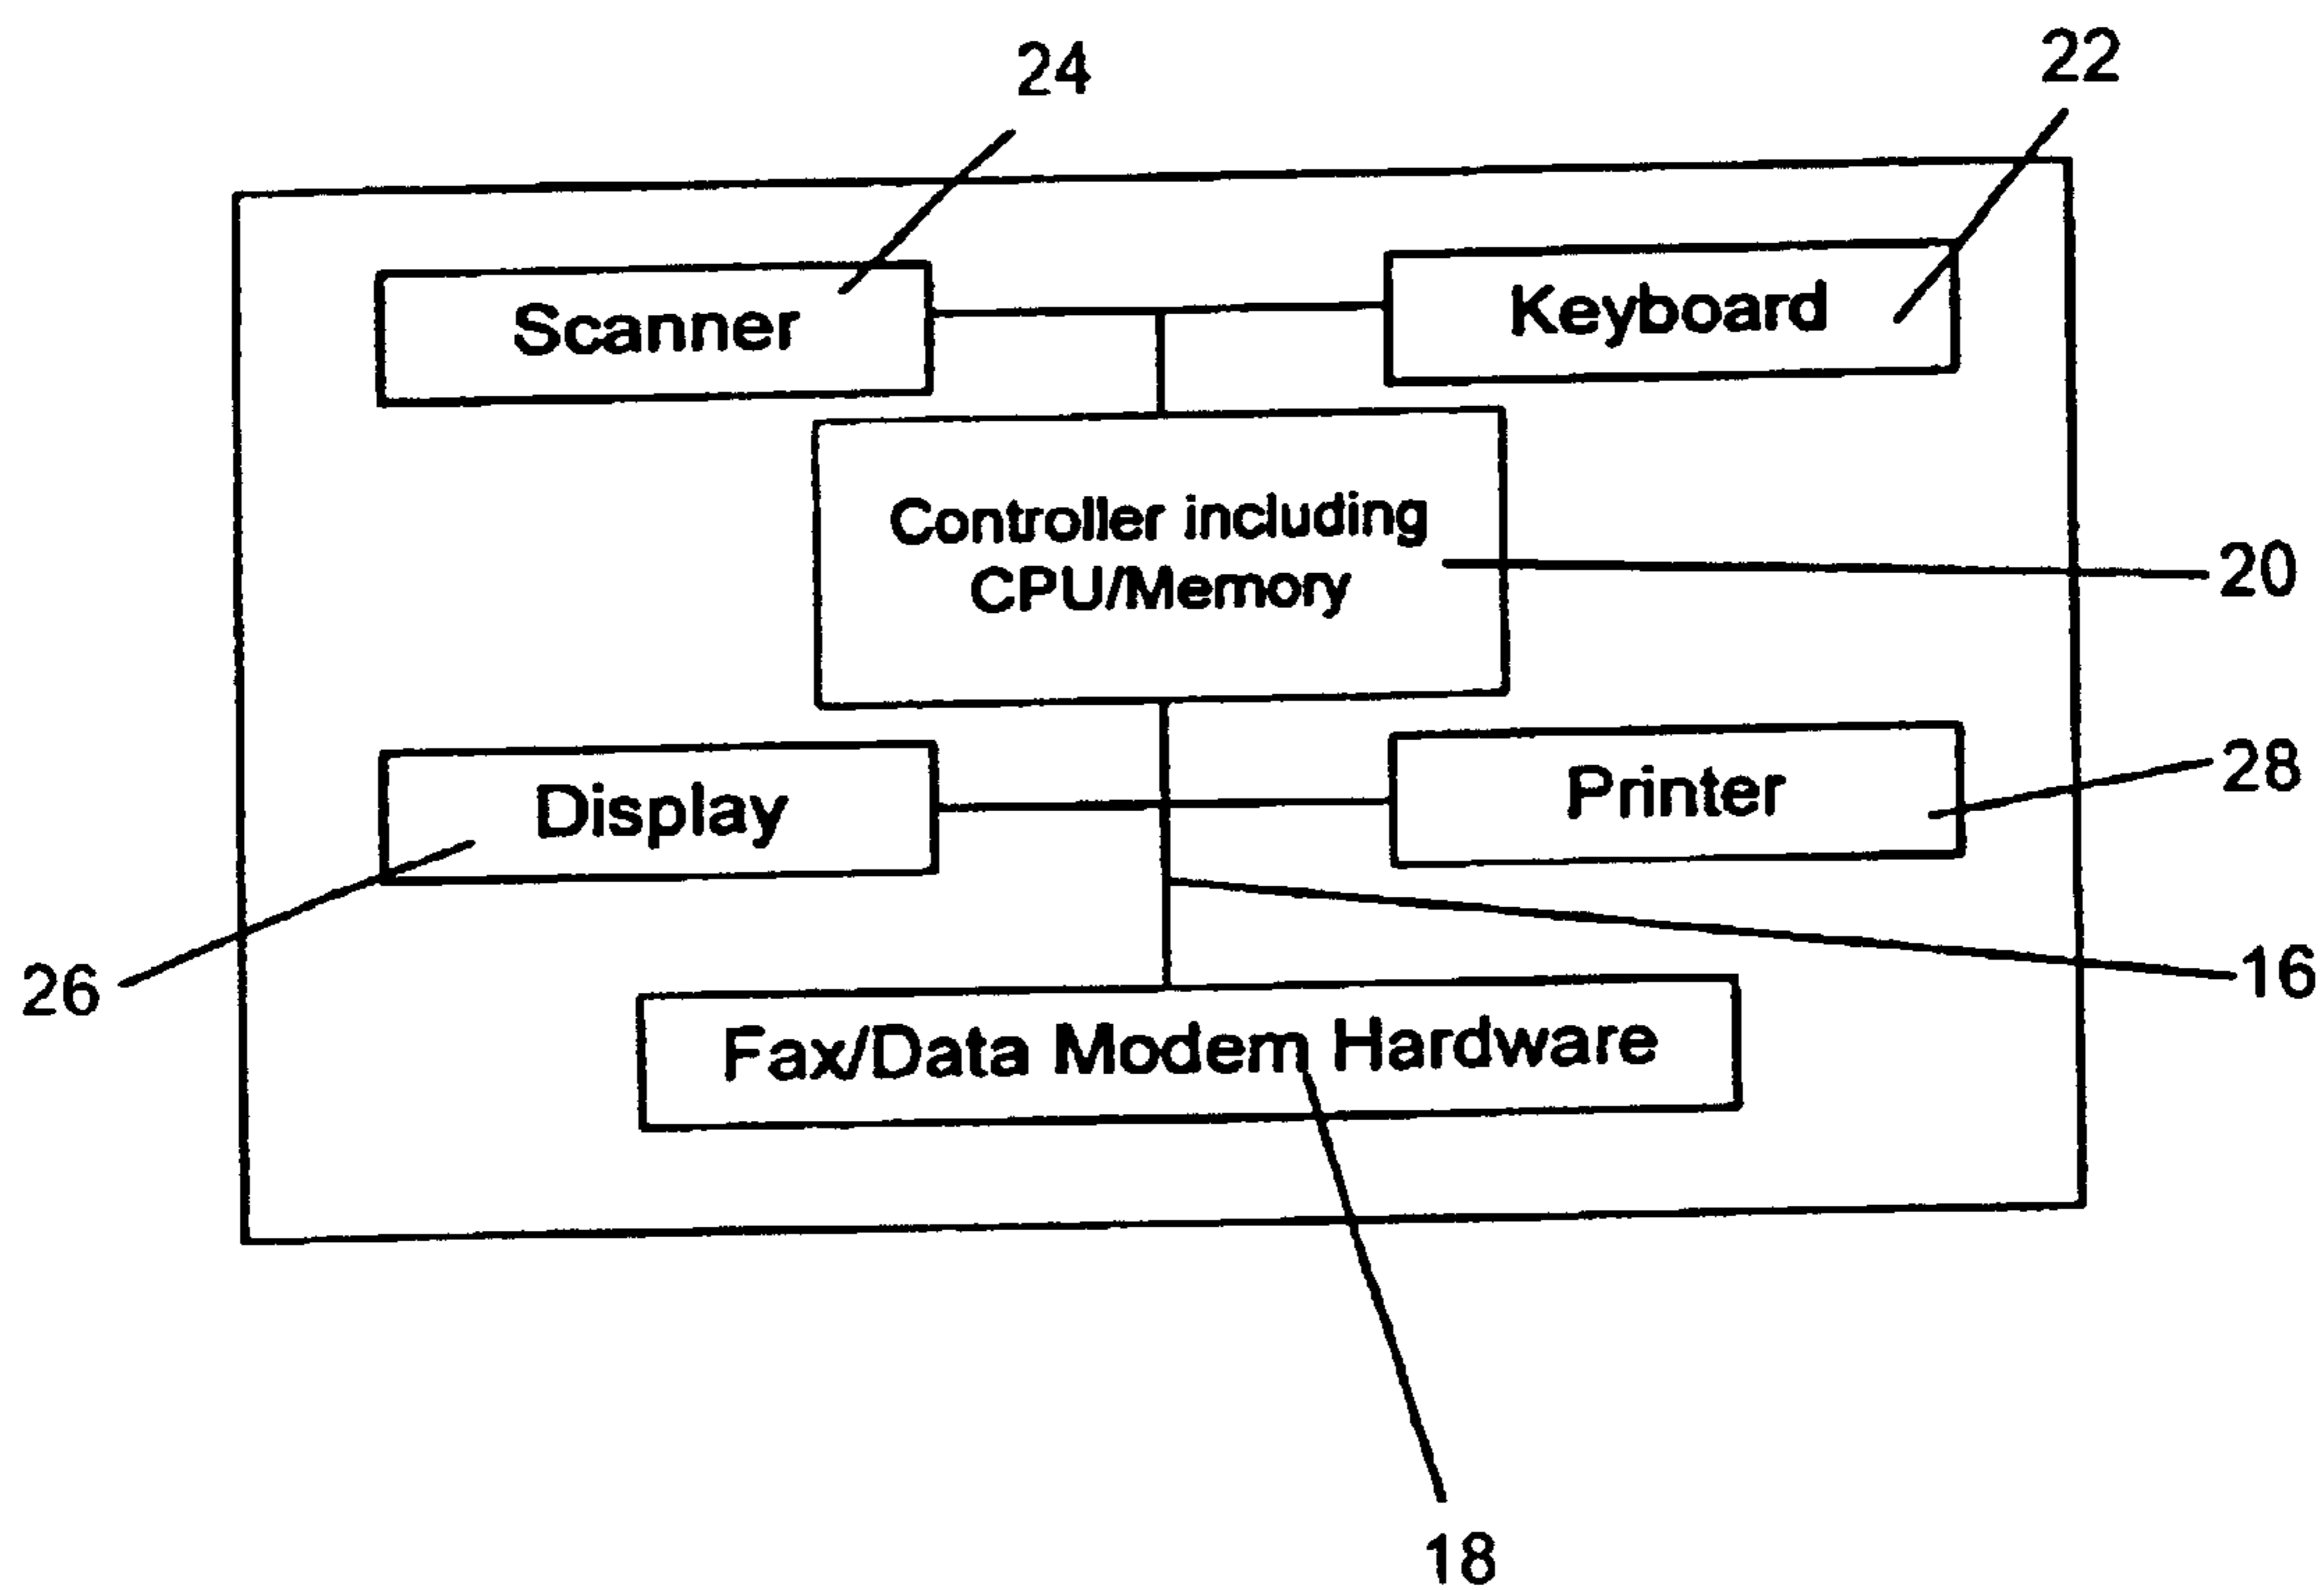 24
22
Scanner
Keyboard
Controller including
CPU/Memory
20
Display
Printer
28
26
16
Fax/Data Modem Hardware
18